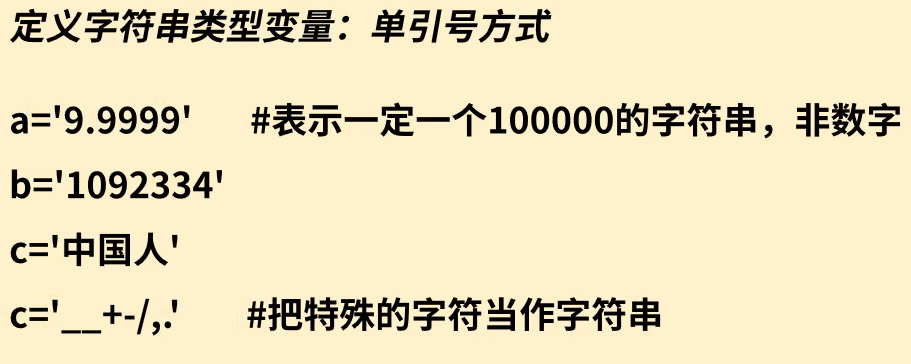 定义字符串类型变量：单引号方式
a='9.9999' #表示一定一个100000的字符串，非数字
b='1092334'
c='中国人'
c='__+-/,.' #把特殊的字符当作字符串